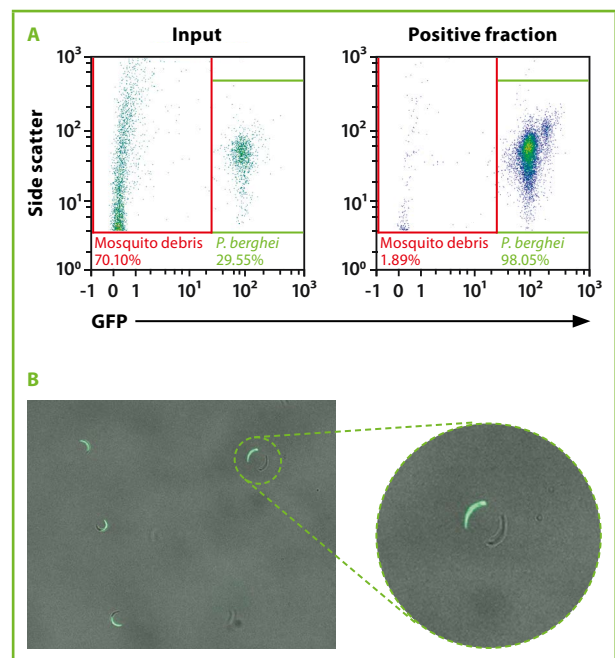 A
Input
Positive fraction
Side scatter
10³
10²
10¹
10⁰
Mosquito debris
70.10%
P. berghei
29.55%
-1 0 1 10¹ 10² 10³
10³
10²
10¹
10⁰
Mosquito debris
1.89%
P. berghei
98.05%
-1 0 1 10¹ 10² 10³
GFP
B